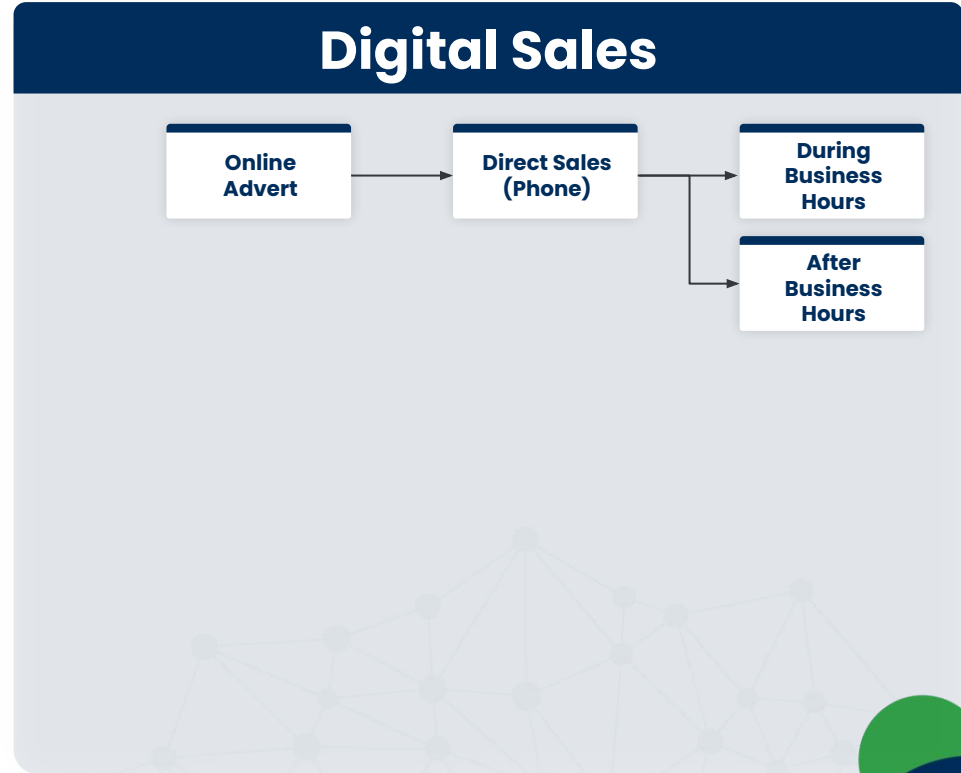 Digital Sales
Online
Advert
Direct Sales
(Phone)
During
Business
Hours
After
Business
Hours